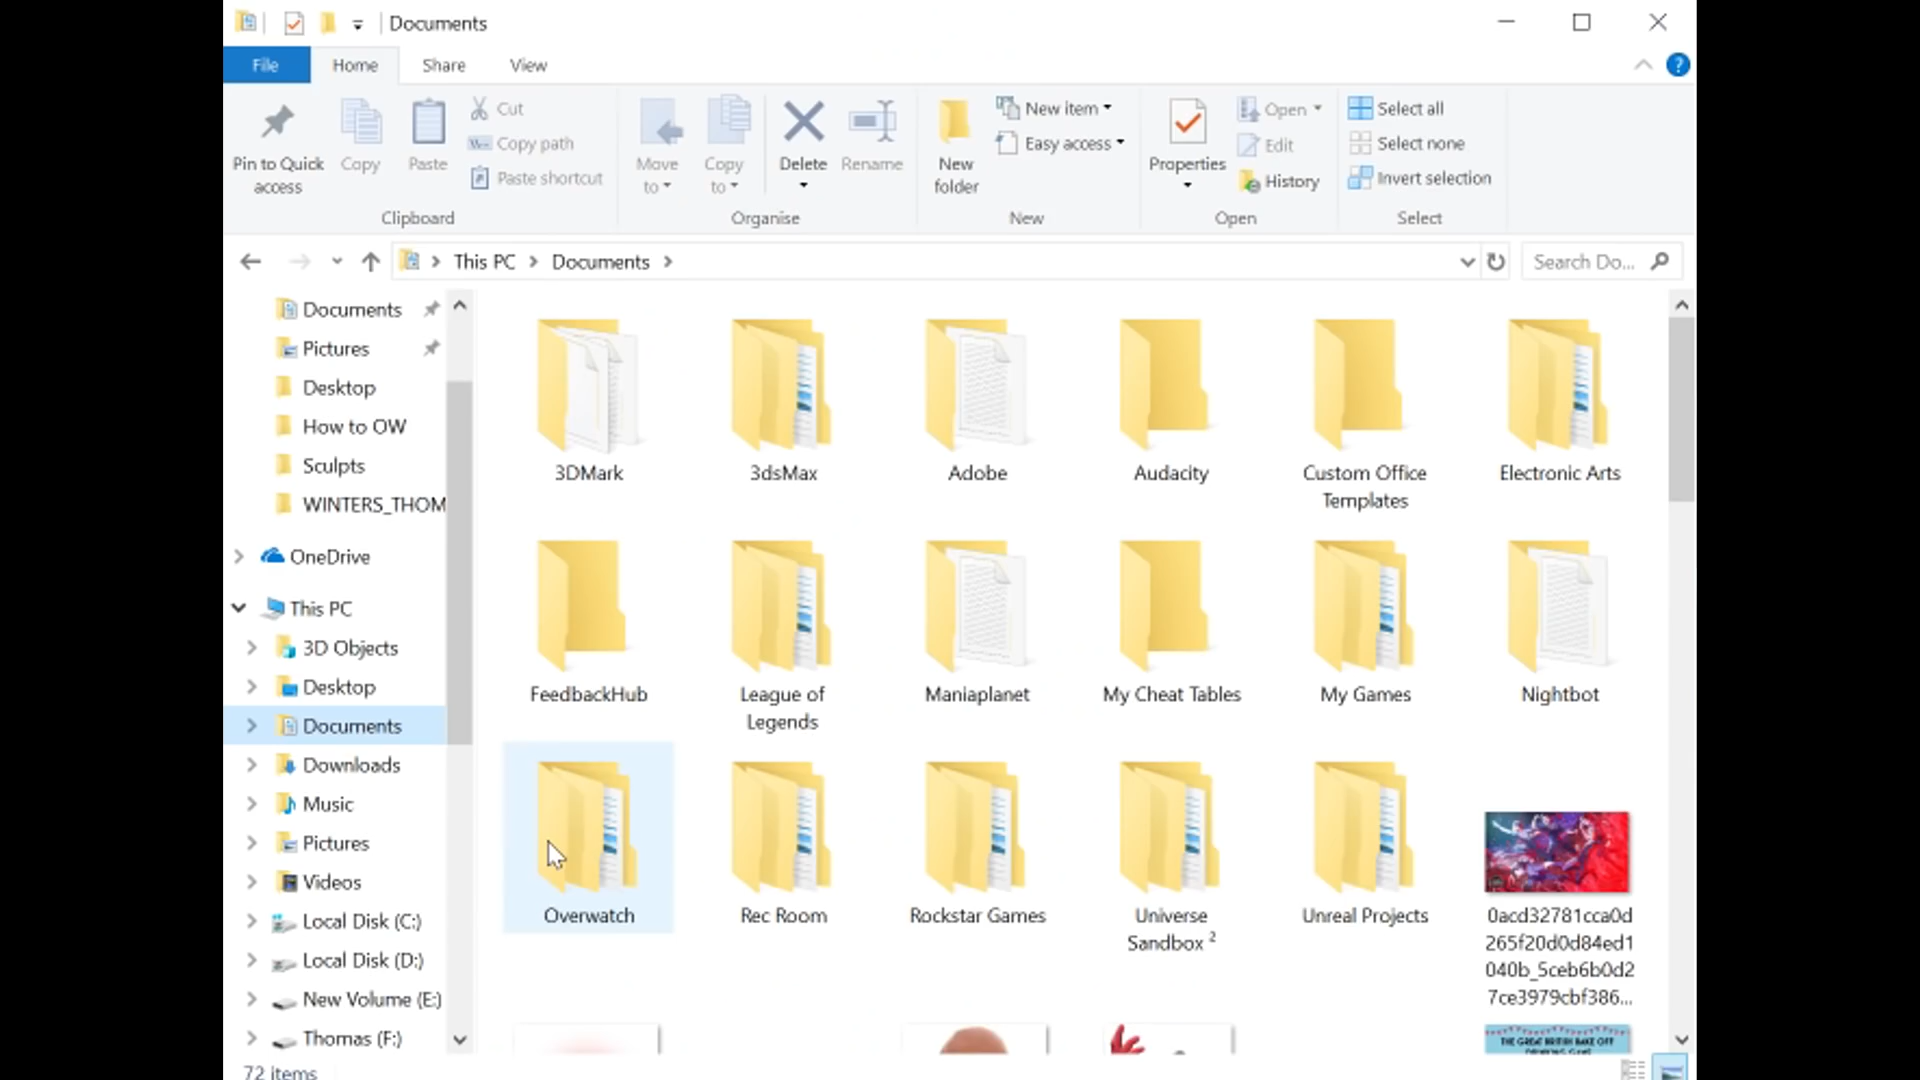 Documents
File
Home
Share
View
?
Pin to Quick
access
Copy
Paste
Cut
Copy path
Paste shortcut
Clipboard
Move
to
Copy
to
Delete
Rename
Organise
New
folder
New item
Easy access
New
Properties
Open
Edit
History
Open
Select all
Select none
Invert selection
Select
This PC
Documents
Search Do...
Documents
Pictures
Desktop
How to OW
Sculpts
WINTERS_THOM
OneDrive
This PC
3D Objects
Desktop
Documents
Downloads
Music
Pictures
Videos
Local Disk (C:)
Local Disk (D:)
New Volume (E:)
Thomas (F:)
72 items
3DMark
3dsMax
Adobe
Audacity
Custom Office
Templates
Electronic Arts
FeedbackHub
League of
Legends
Maniaplanet
My Cheat Tables
My Games
Nightbot
Overwatch
Rec Room
Rockstar Games
Universe
Sandbox ²
Unreal Projects
0acd32781cca0d
265f20d0d84ed1
040b_5ceb6b0d2
7ce3979cbf386...
THE GREAT BRITISH BAKE OFF